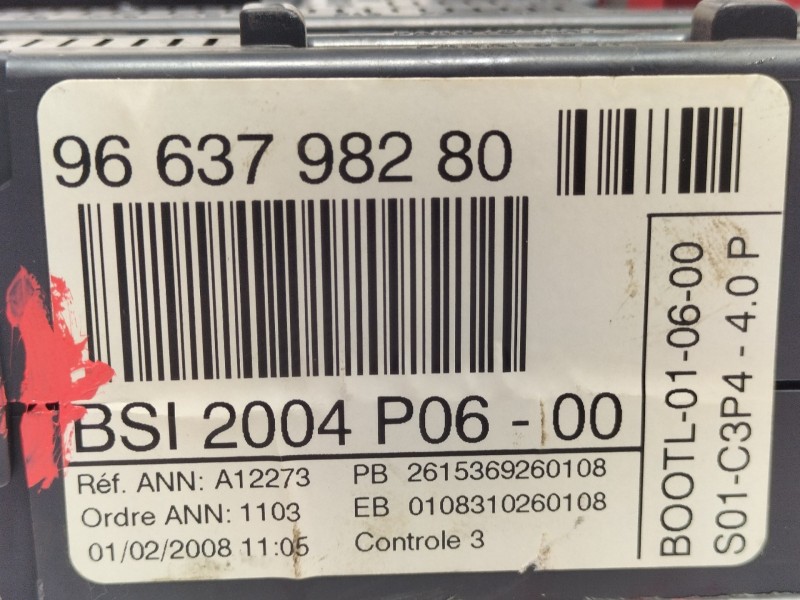 96 637 982 80
BSI 2004 P06 - 00
Réf. ANN: A12273
Ordre ANN: 1103
01/02/2008 11:05
PB 2615369260108
EB 0108310260108
Controle 3
BOOTL-01-06-00
S01-C3P4 - 4.0 P